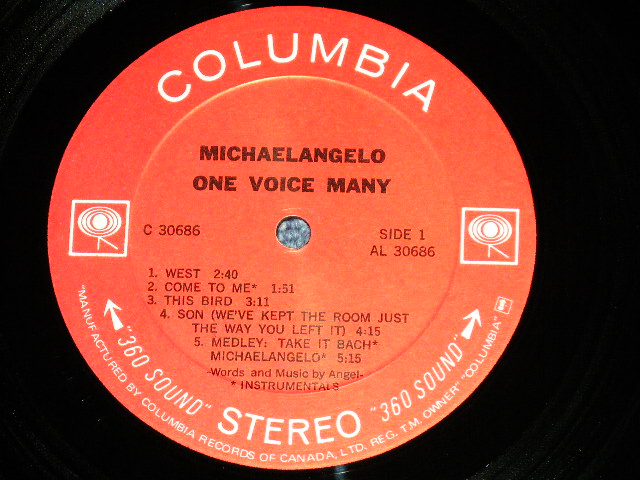 COLUMBIA
MICHAELANGELO
ONE VOICE MANY
C 30686
SIDE 1
AL 30686
1. WEST 2:40
2. COME TO ME* 1:51
3. THIS BIRD 3:11
4. SON (WE'VE KEPT THE ROOM JUST
THE WAY YOU LEFT IT) 4:15
5. MEDLEY: TAKE IT BACH*
MICHAELANGELO* 5:15
-Words and Music by Angel-
* INSTRUMENTALS
"360 SOUND" STEREO "360 SOUND"
"MANUFACTURED BY COLUMBIA RECORDS OF CANADA, LTD. REG. T.M. OWNER" "COLUMBIA"